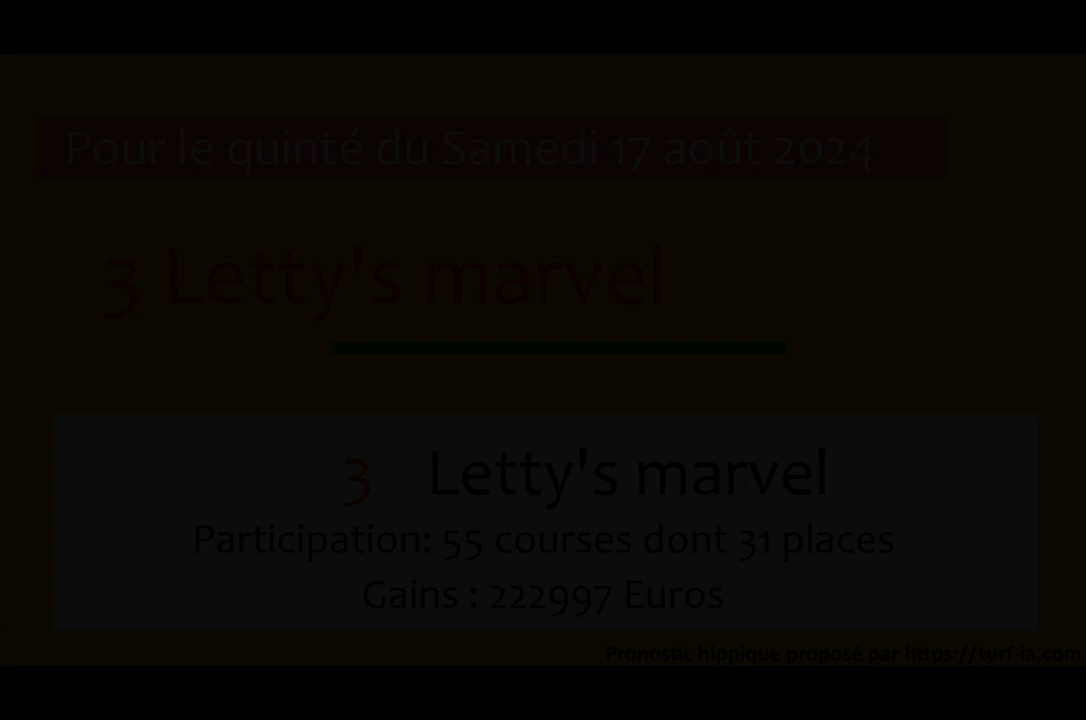 Pour le quinté du Samedi 17 août 2024
3 Letty's marvel
3 Letty's marvel
Participation: 55 courses dont 31 places
Gains : 222997 Euros
Pronostic hippique proposé par https://turf-ia.com